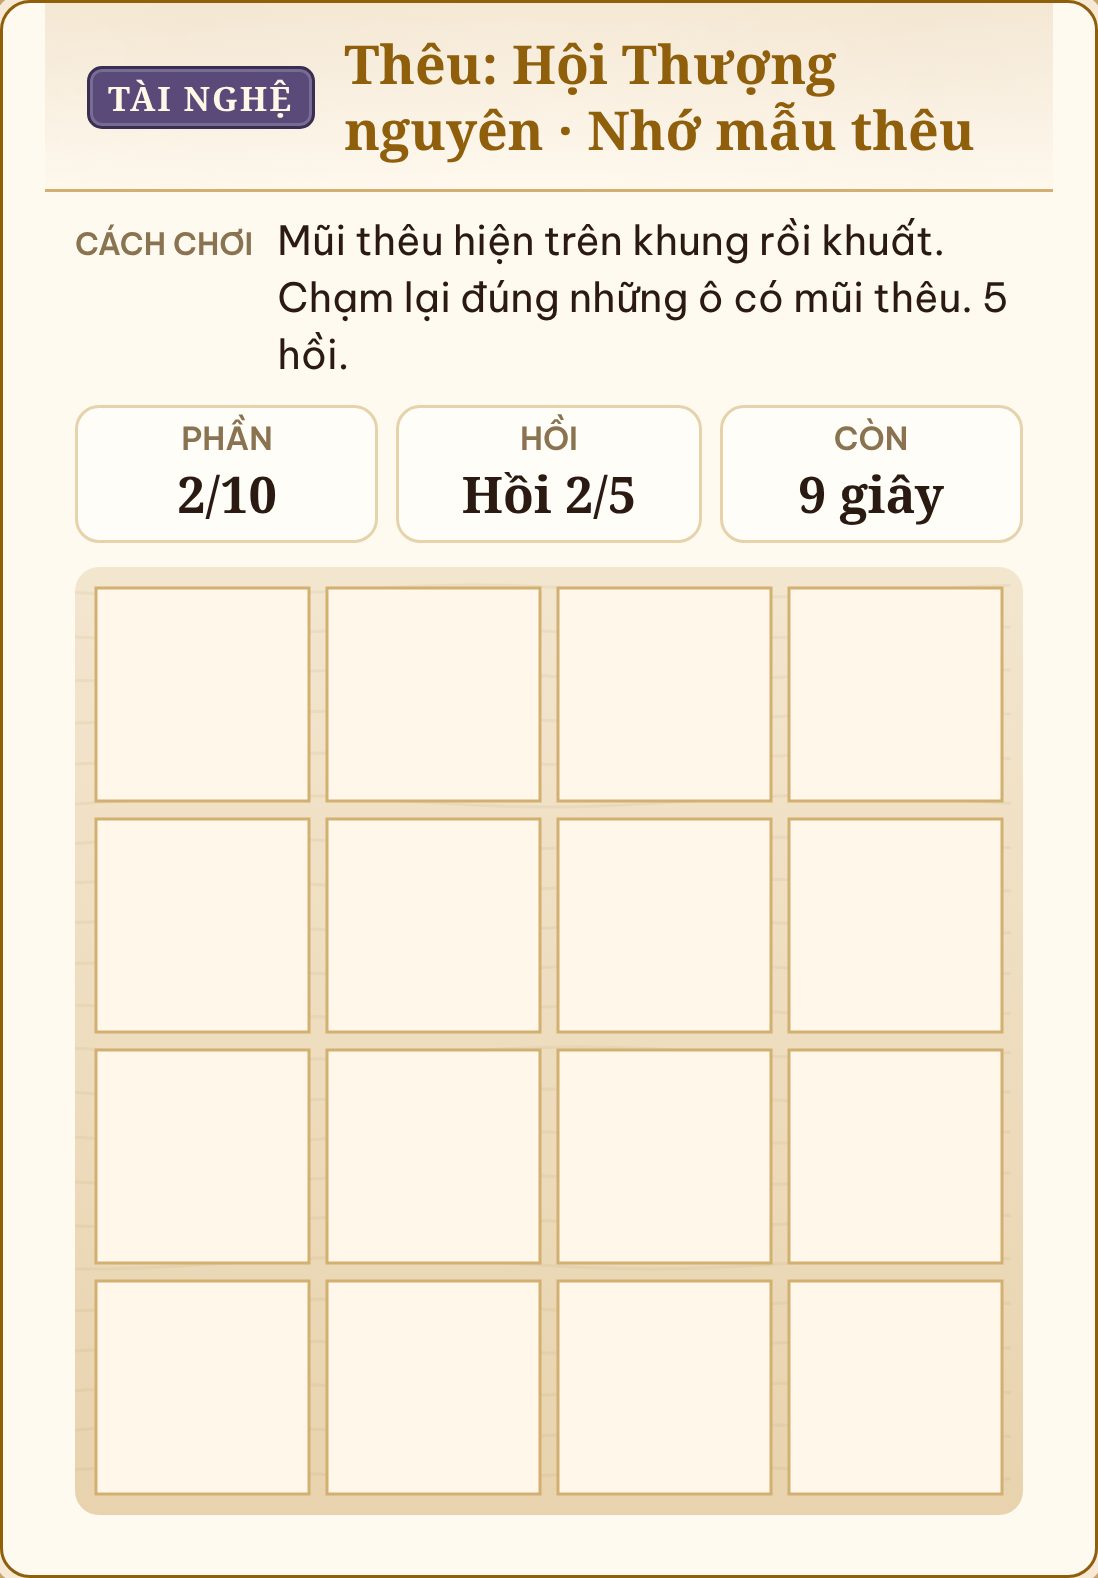 TÀI NGHỆ
Thêu: Hội Thượng
nguyên · Nhớ mẫu thêu
CÁCH CHƠI
Mũi thêu hiện trên khung rồi khuất.
Chạm lại đúng những ô có mũi thêu. 5
hồi.
PHẦN
2/10
HỒI
Hồi 2/5
CÒN
9 giây